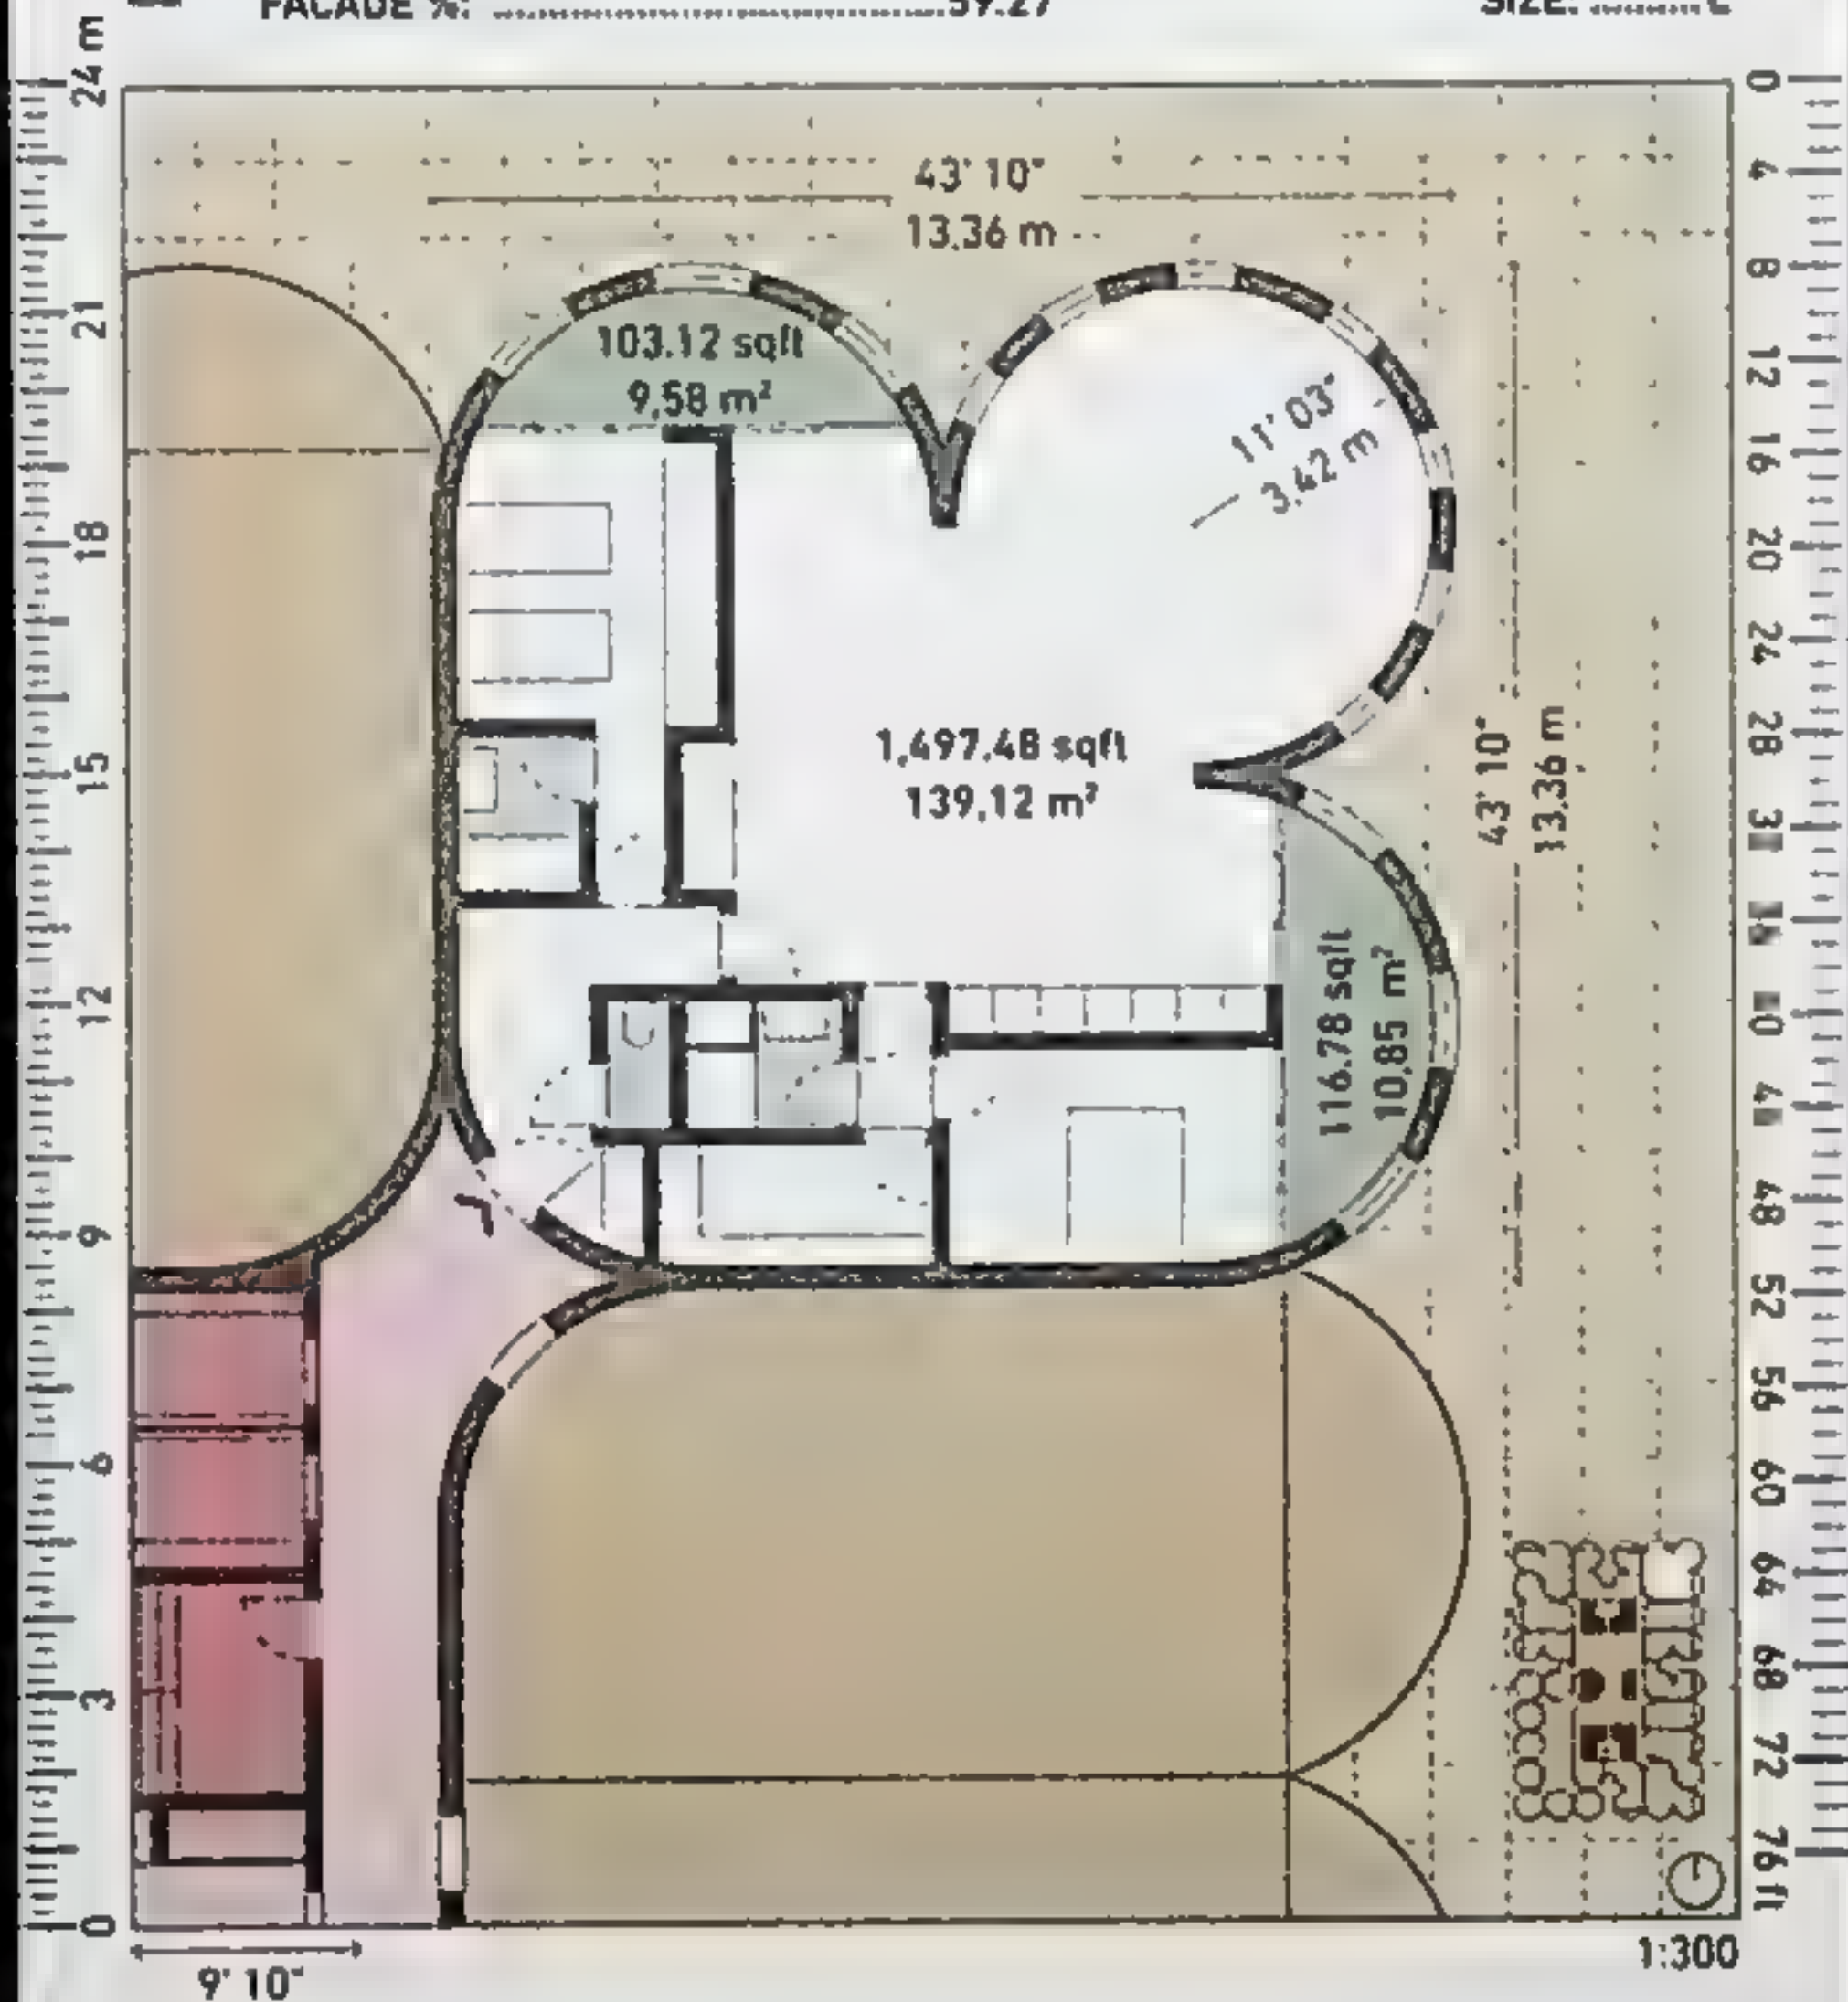 FACADE %: ..............................59.27
SIZE: .............C
24 m
21
18
15
12
9
6
3
0
43' 10"
13,36 m
103.12 sqft
9,58 m²
11' 03"
3,42 m
1,497.48 sqft
139,12 m²
43' 10"
13,36 m
116.78 sqft
10,85 m²
0
4
8
12
16
20
24
28
48
52
56
60
64
68
72
76 ft
9' 10"
1:300